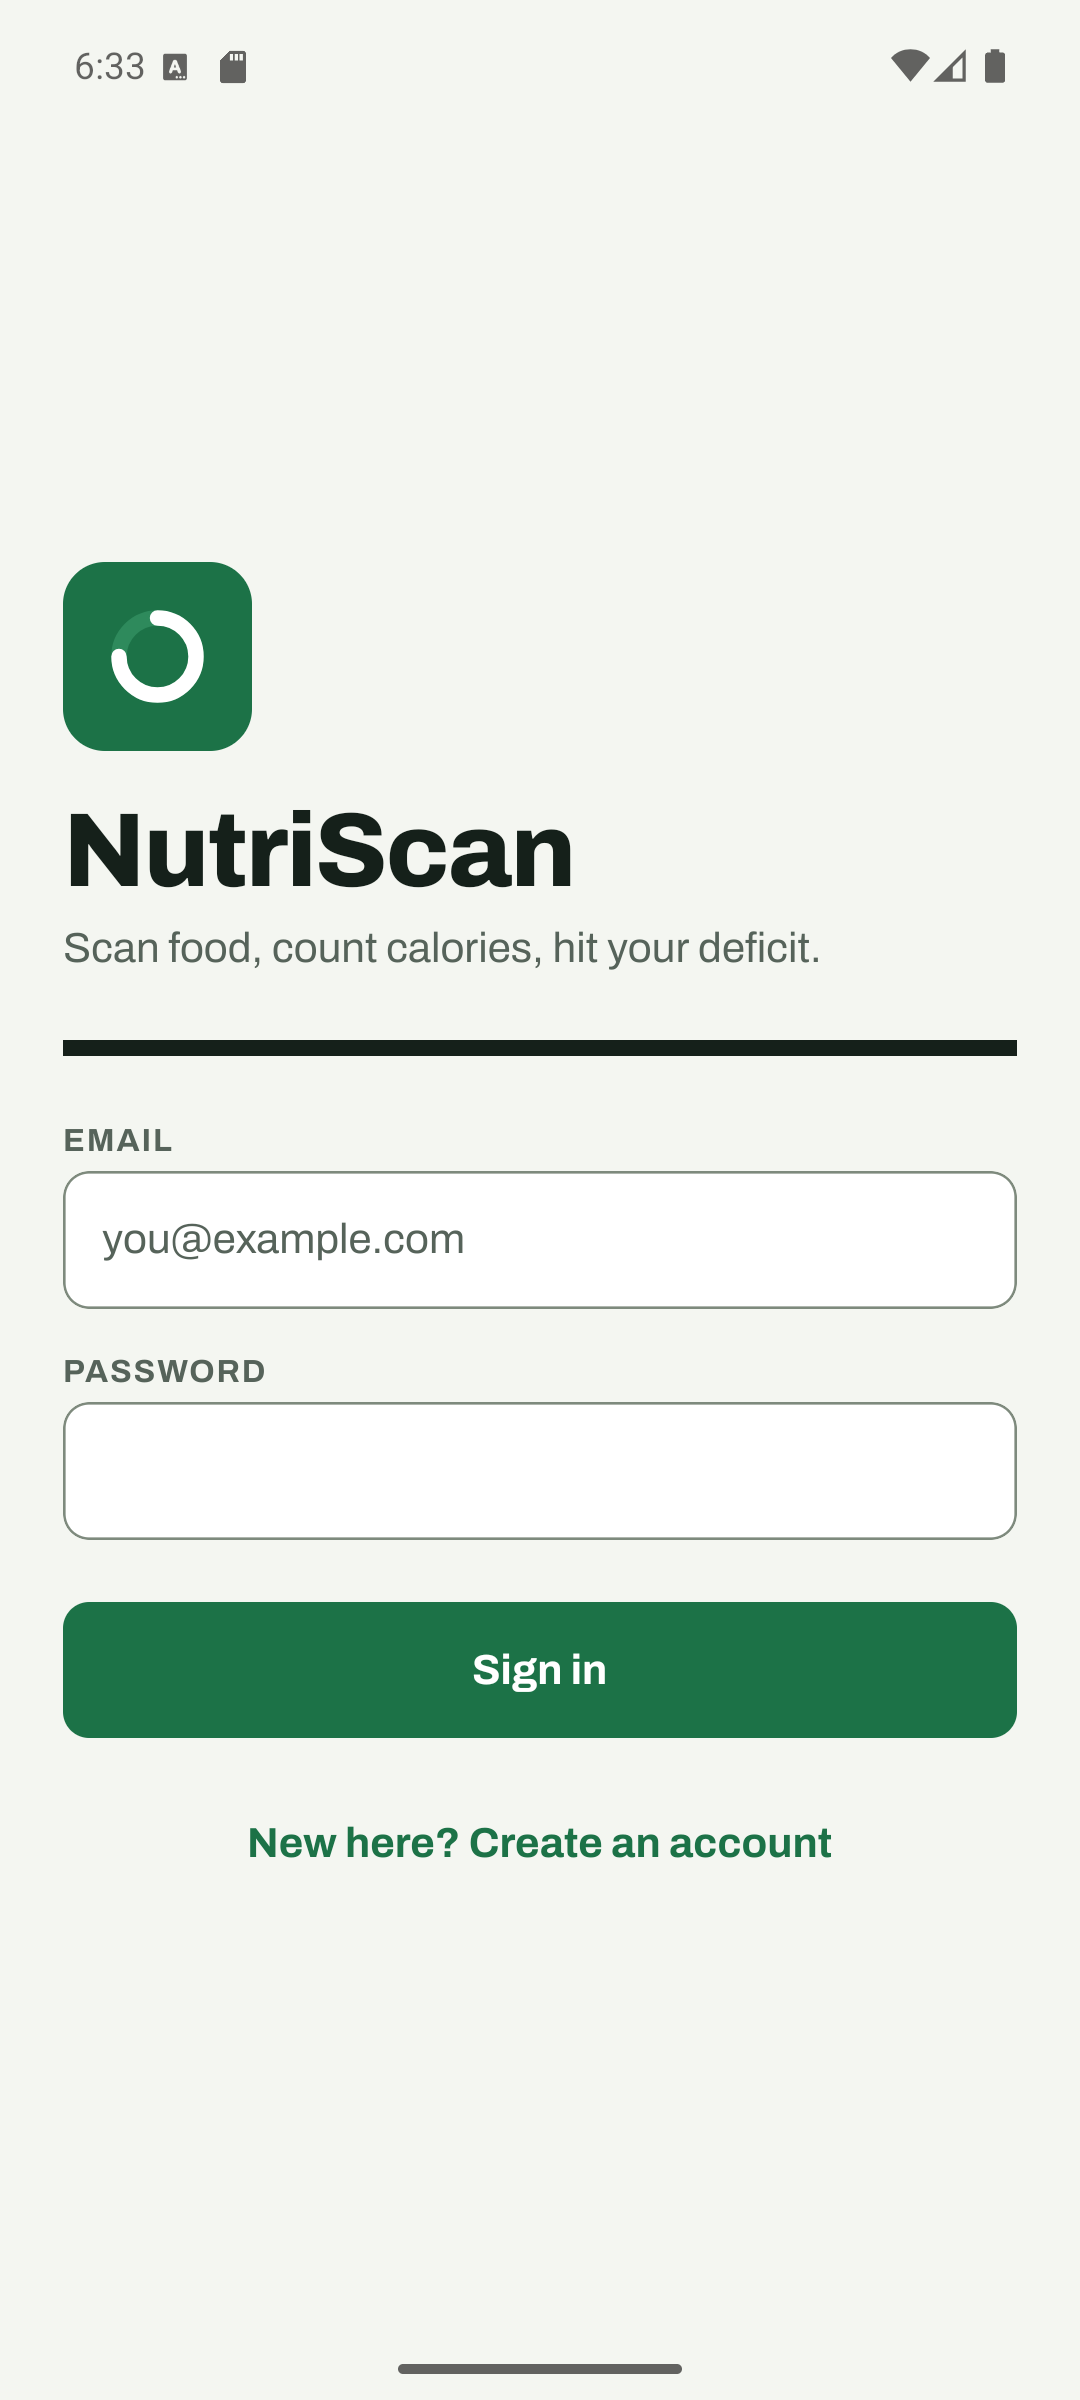 6:33
NutriScan
Scan food, count calories, hit your deficit.
EMAIL
you@example.com
PASSWORD
Sign in
New here? Create an account